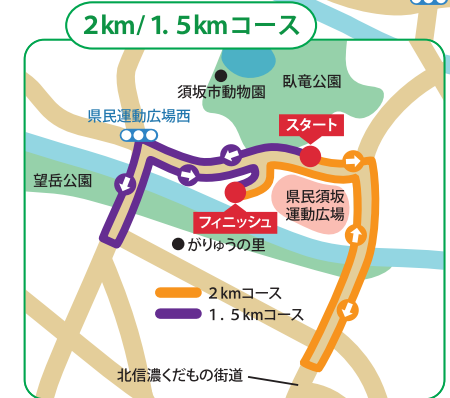 2km/1.5kmコース
須坂市動物園
臥竜公園
県民運動広場西
スタート
望岳公園
県民須坂
運動広場
フィニッシュ
がりゅうの里
2kmコース
1.5kmコース
北信濃くだもの街道